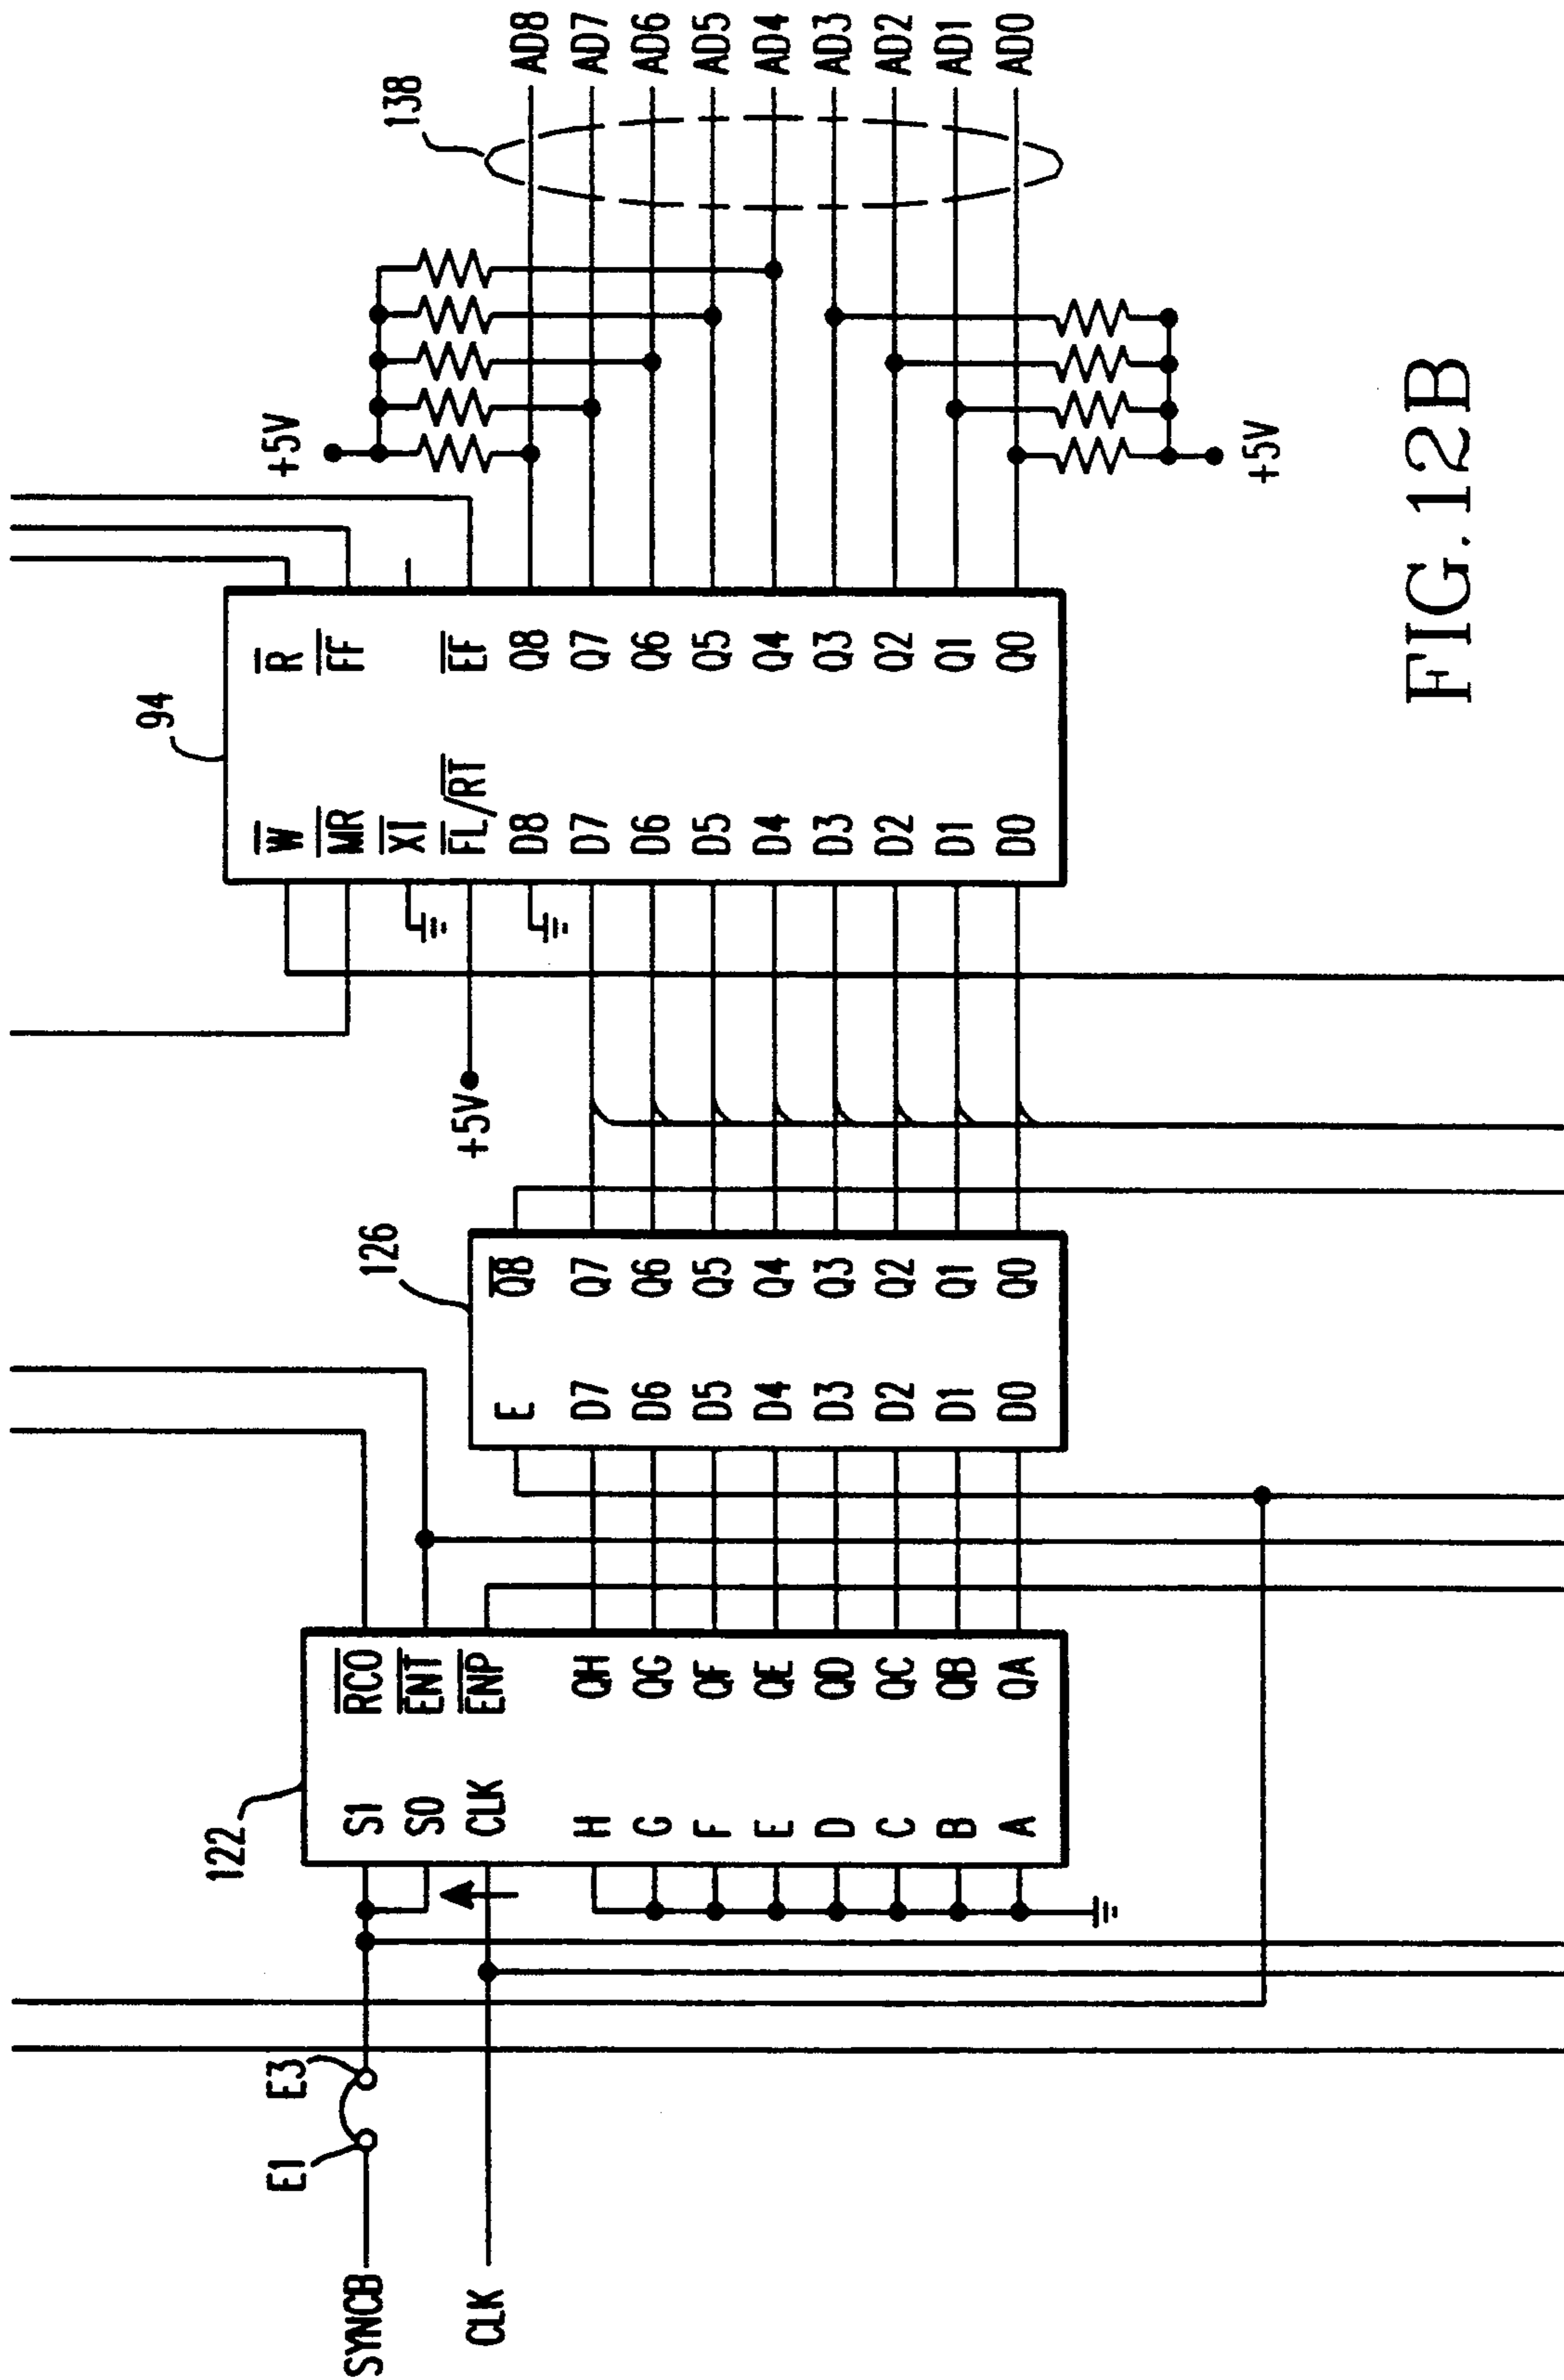 SYNCB
CLK
E1
E3
122
S1
S0
CLK
H
G
F
E
D
C
B
A
RCO
ENT
ENP
QH
QG
QF
QE
QD
QC
QB
QA
126
E
D7
D6
D5
D4
D3
D2
D1
D0
Q8
Q7
Q6
Q5
Q4
Q3
Q2
Q1
Q0
+5V
94
W
MR
XI
FL/RT
D8
D7
D6
D5
D4
D3
D2
D1
D0
R
FF
EF
Q8
Q7
Q6
Q5
Q4
Q3
Q2
Q1
Q0
+5V
+5V
138
AD8
AD7
AD6
AD5
AD4
AD3
AD2
AD1
AD0
FIG. 12B